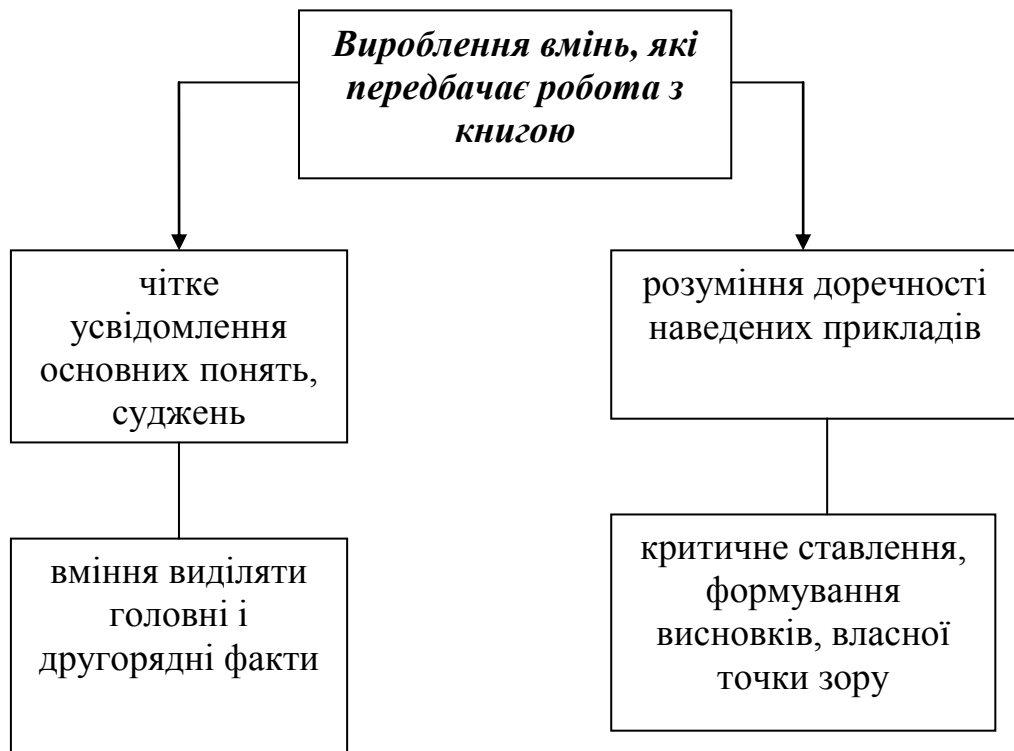 Вироблення вмінь, які
передбачає робота з
книгою
чітке
усвідомлення
основних понять,
суджень
розуміння доречності
наведених прикладів
вміння виділяти
головні і
другорядні факти
критичне ставлення,
формування
висновків, власної
точки зору